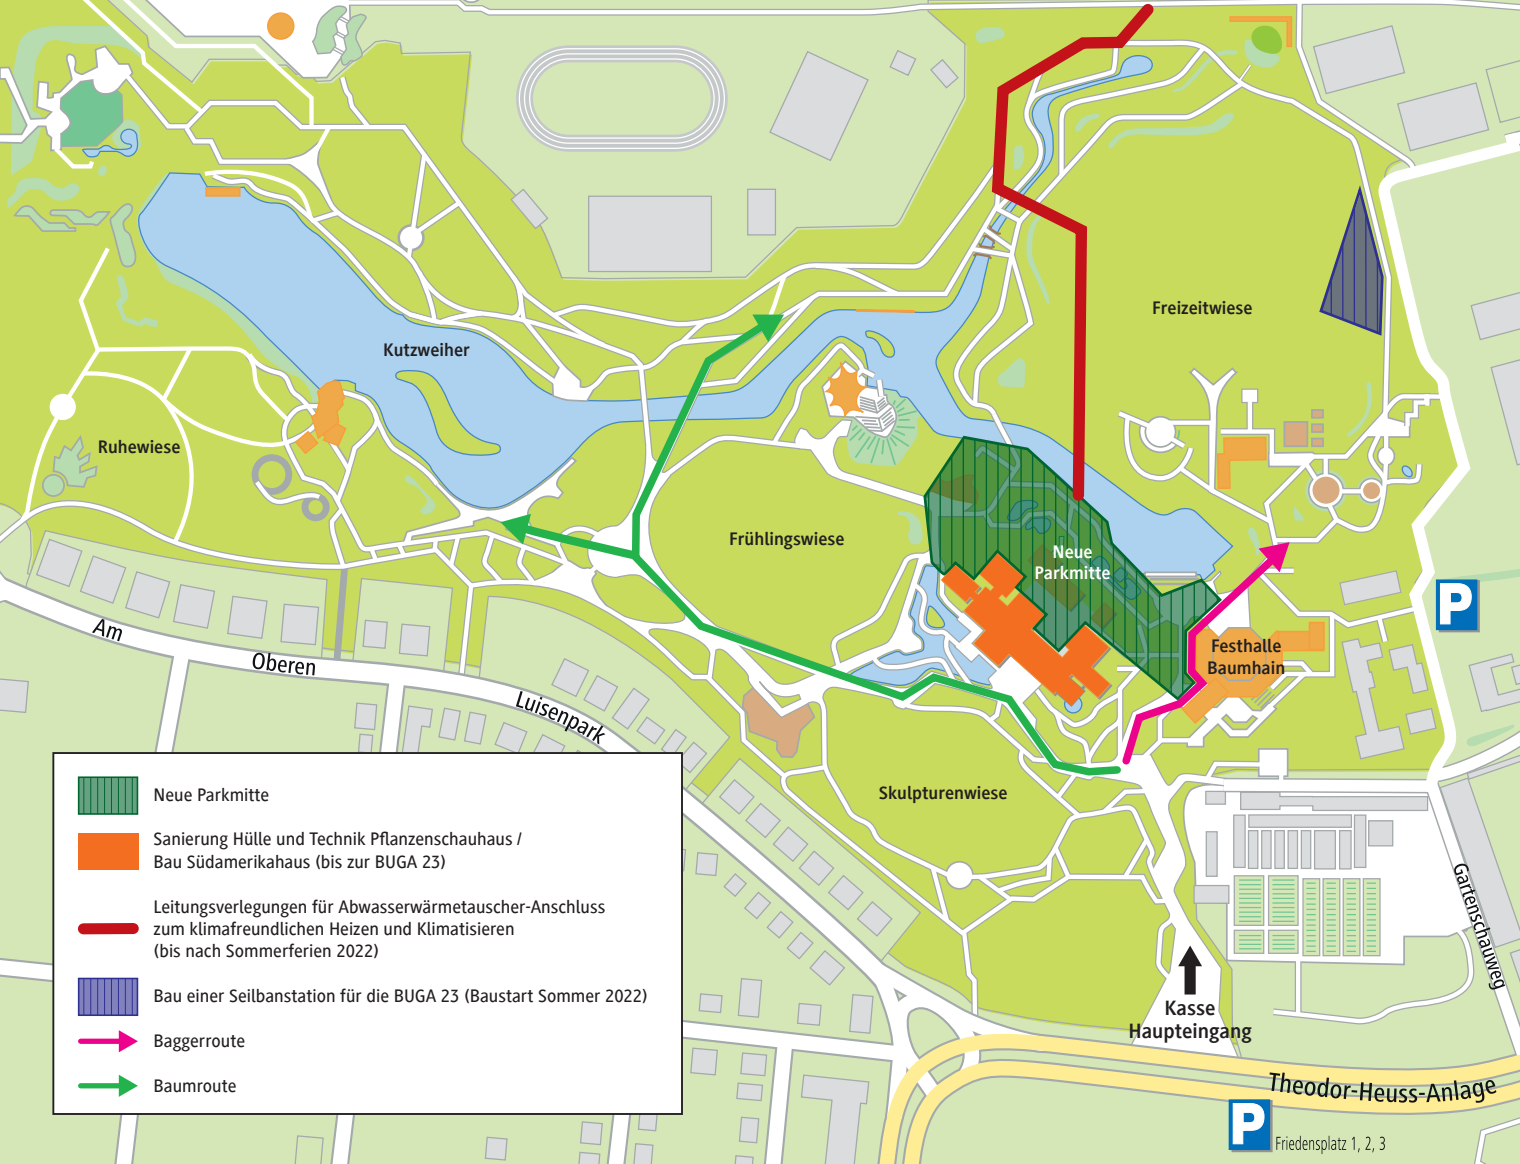 Kutzweiher
Freizeitwiese
Ruhewiese
Frühlingswiese
Neue
Parkmitte
P
Festhalle
Baumhain
Am
Oberen
Luisenpark
Skulpturenwiese
Neue Parkmitte
Sanierung Hülle und Technik Pflanzenschauhaus /
Bau Südamerikahaus (bis zur BUGA 23)
Leitungsverlegungen für Abwasserwärmetauscher-Anschluss
zum klimafreundlichen Heizen und Klimatisieren
(bis nach Sommerferien 2022)
Bau einer Seilbanstation für die BUGA 23 (Baustart Sommer 2022)
Baggerroute
Baumroute
Gartenschauweg
Kasse
Haupteingang
Theodor-Heuss-Anlage
P
Friedensplatz 1, 2, 3